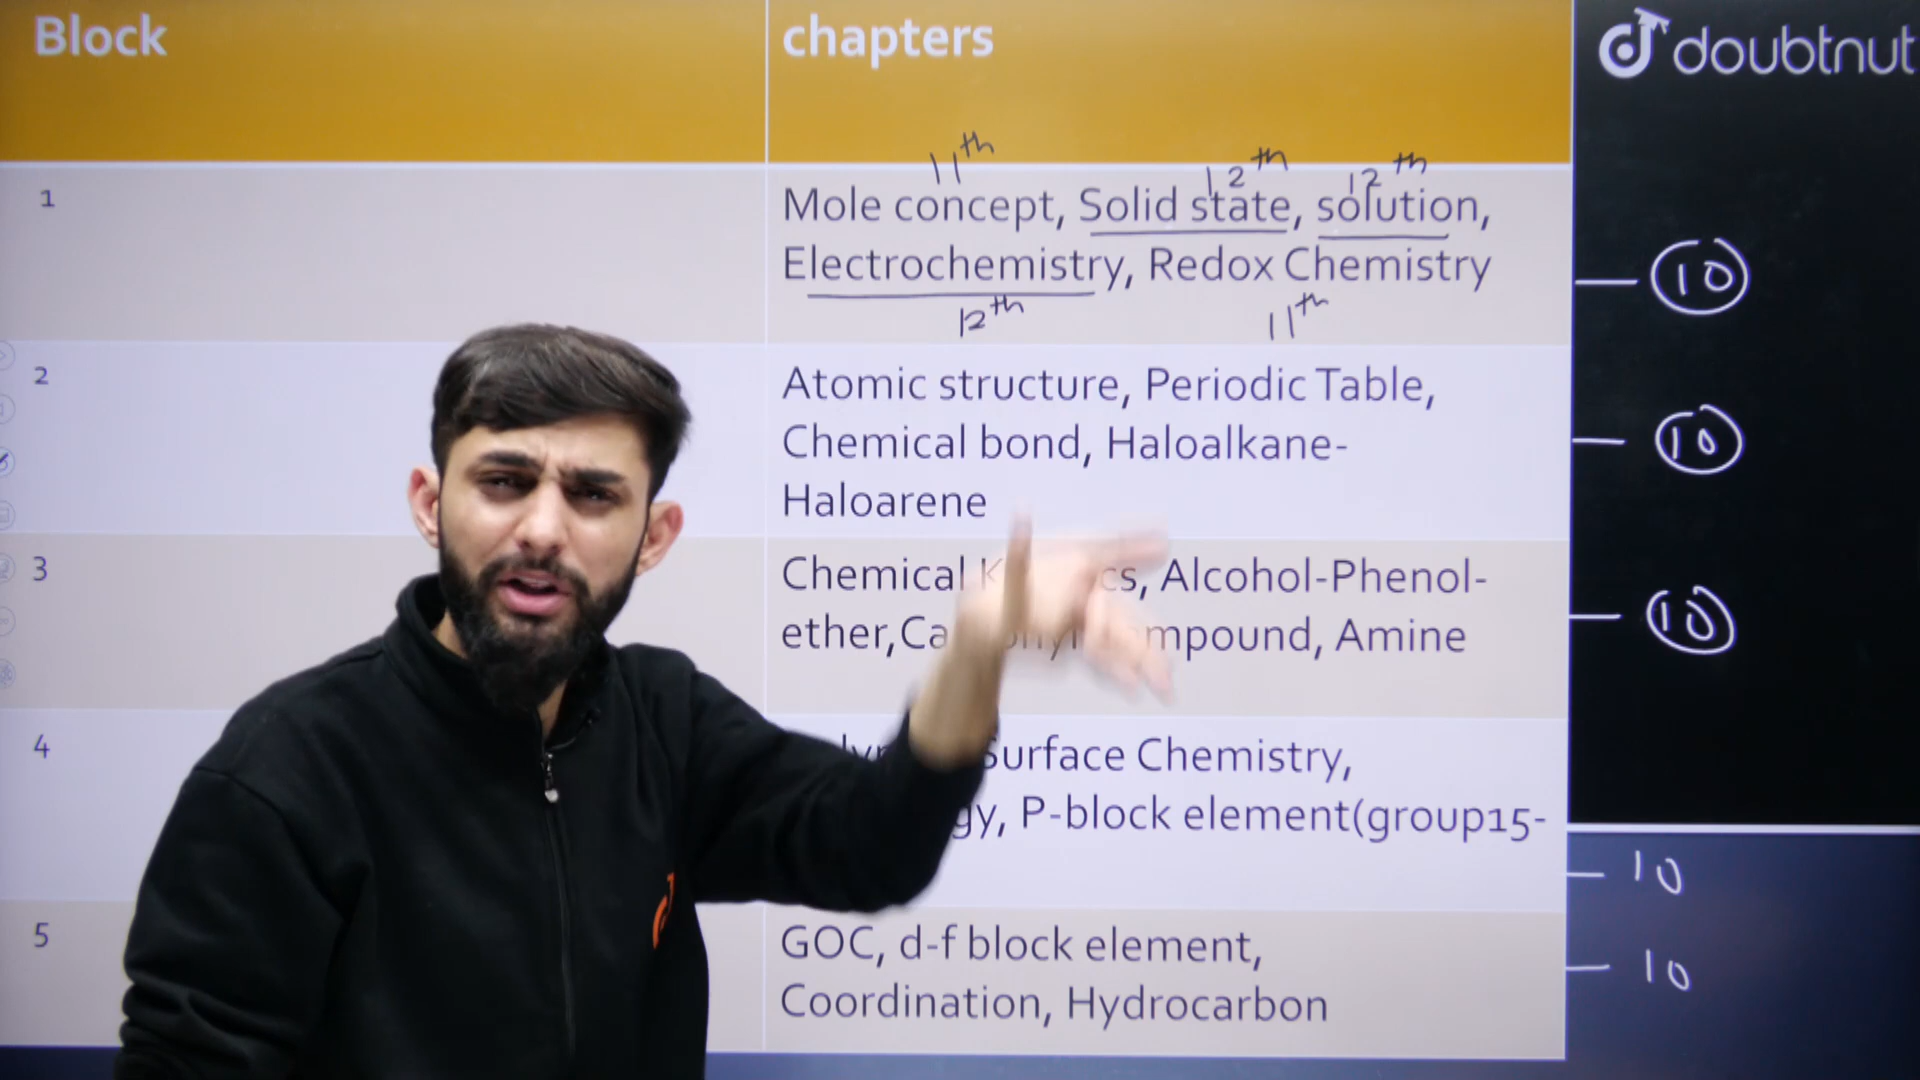 Block
chapters
doubtnut
11th
12th
12th
1
Mole concept, Solid state, solution,
Electrochemistry, Redox Chemistry
10
12th
11th
2
Atomic structure, Periodic Table,
Chemical bond, Haloalkane-
Haloarene
10
3
Chemical cs, Alcohol-Phenol-
ether, mpound, Amine
10
4
Surface Chemistry,
gy, P-block element(group15-
10
5
GOC, d-f block element,
Coordination, Hydrocarbon
10